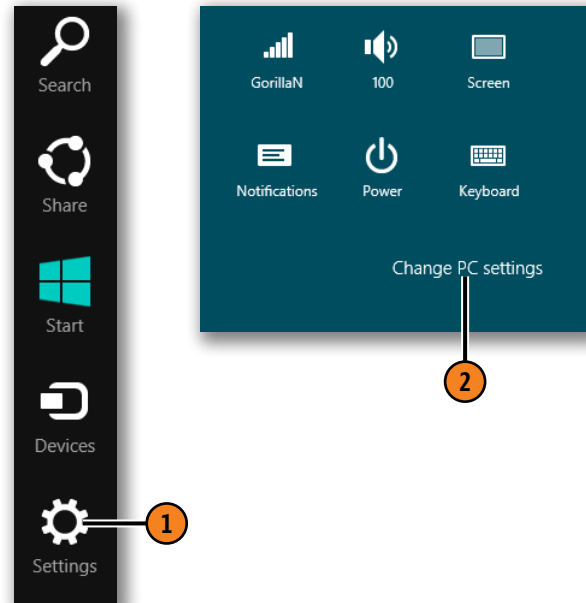 Search
Share
Start
Devices
Settings
1
GorillaN
100
Screen
Notifications
Power
Keyboard
Change PC settings
2